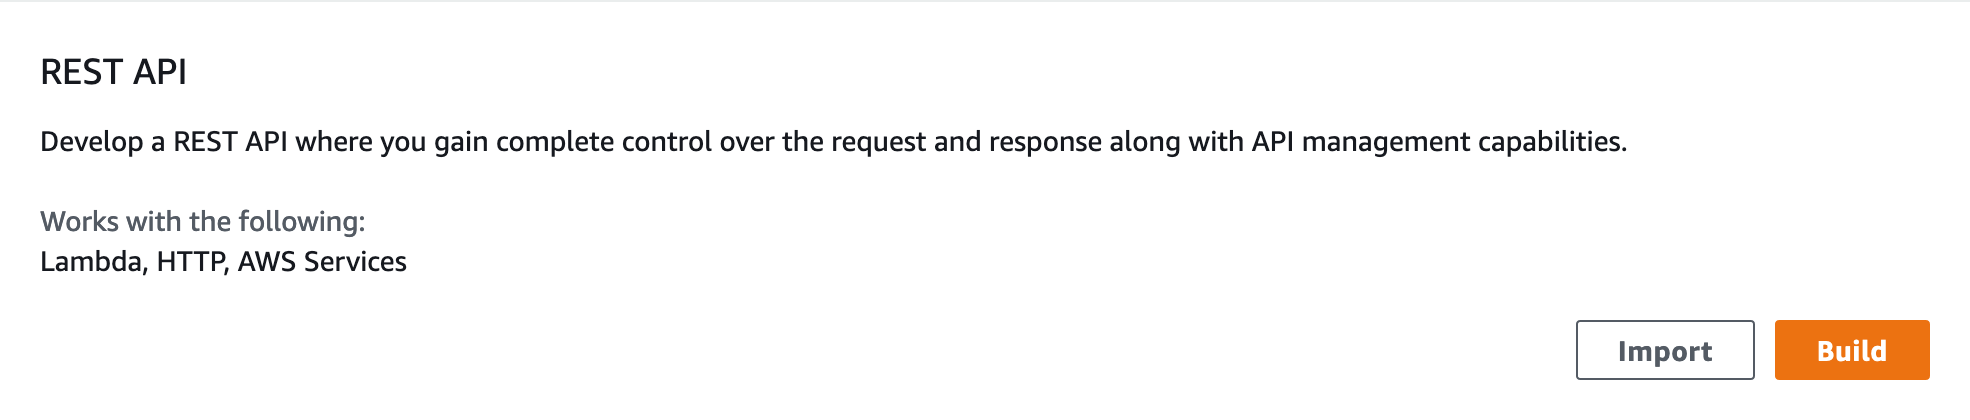 REST API
Develop a REST API where you gain complete control over the request and response along with API management capabilities.
Works with the following:
Lambda, HTTP, AWS Services
Import
Build